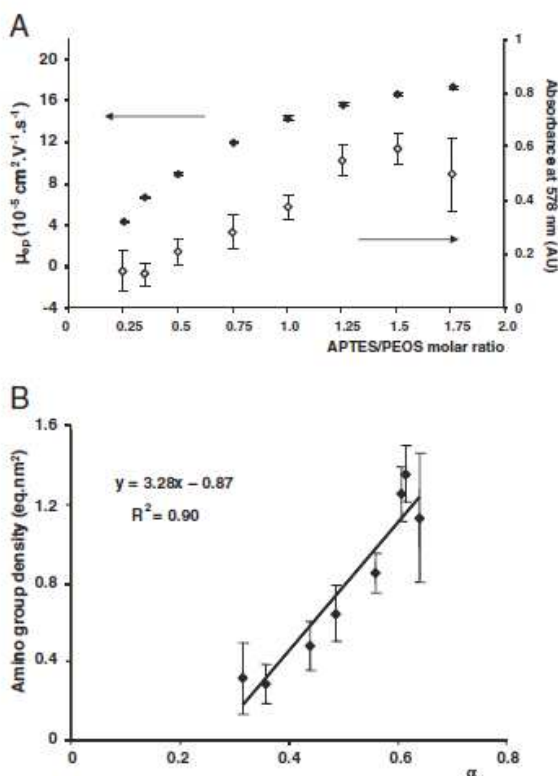 A
μep (10-5 cm2.V-1.s-1)
20
16
12
8
4
0
-4
0 0.25 0.5 0.75 1.0 1.25 1.5 1.75 2.0
APTES/PEOS molar ratio
1
0.8
0.6
0.4
0.2
0
Absorbance at 578 nm (AU)
B
Amino group density (eq.nm2)
1.6
1.2
0.8
0.4
0
y = 3.28x – 0.87
R2 = 0.90
0 0.2 0.4 0.6 0.8
α